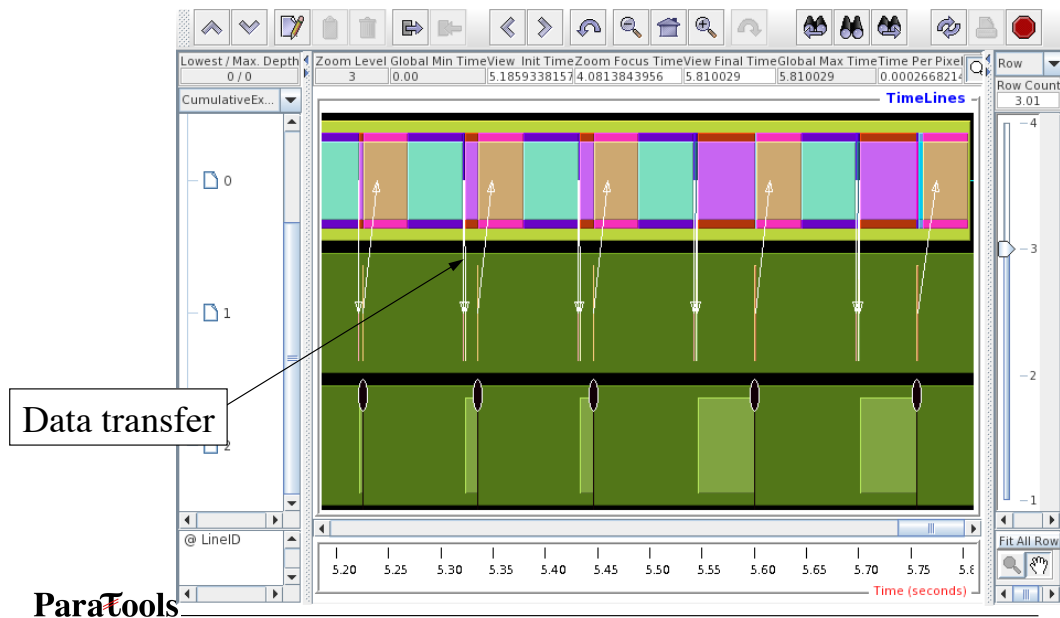 Lowest / Max. Depth
0 / 0
CumulativeEx...
Zoom Level
3
Global Min Time
0.00
View Init Time
5.1859338157
Zoom Focus Time
4.0813843956
View Final Time
5.810029
Global Max Time
5.810029
Time Per Pixel
0.0002668214
Row
Row Count
3.01
TimeLines
0
1
2
Data transfer
4
3
2
1
@ LineID
5.20 5.25 5.30 5.35 5.40 5.45 5.50 5.55 5.60 5.65 5.70 5.75 5.8
Time (seconds)
Fit All Row
ParaTools